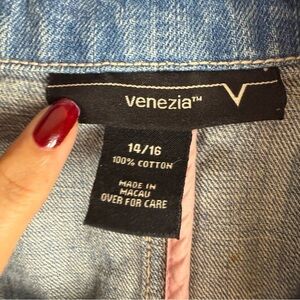 venezia™
14/16
100% COTTON
MADE IN
MACAU
OVER FOR CARE